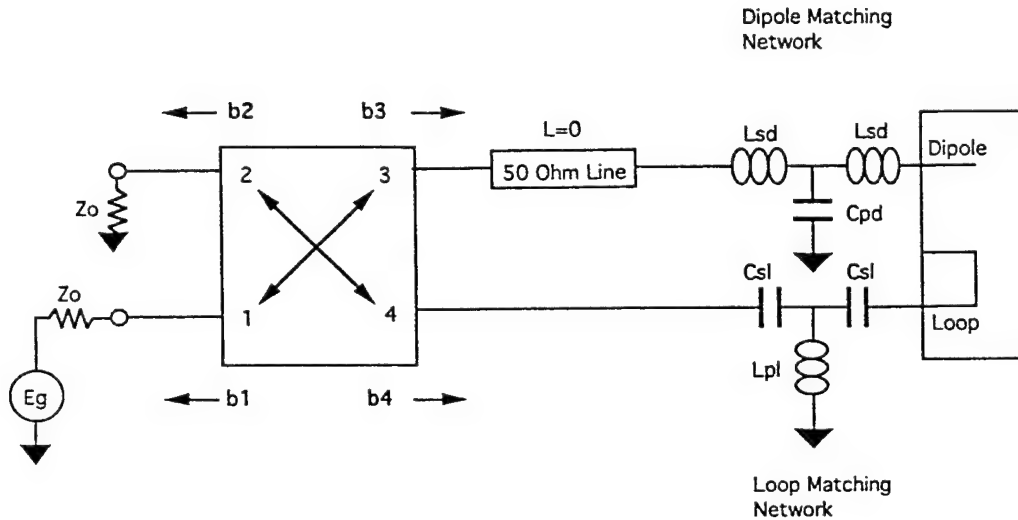 Dipole Matching
Network
b2
b3
L=0
Lsd
Lsd
Dipole
2
3
50 Ohm Line
Zo
Cpd
Csl
Csl
Zo
1
4
Loop
Lpl
Eg
b1
b4
Loop Matching
Network